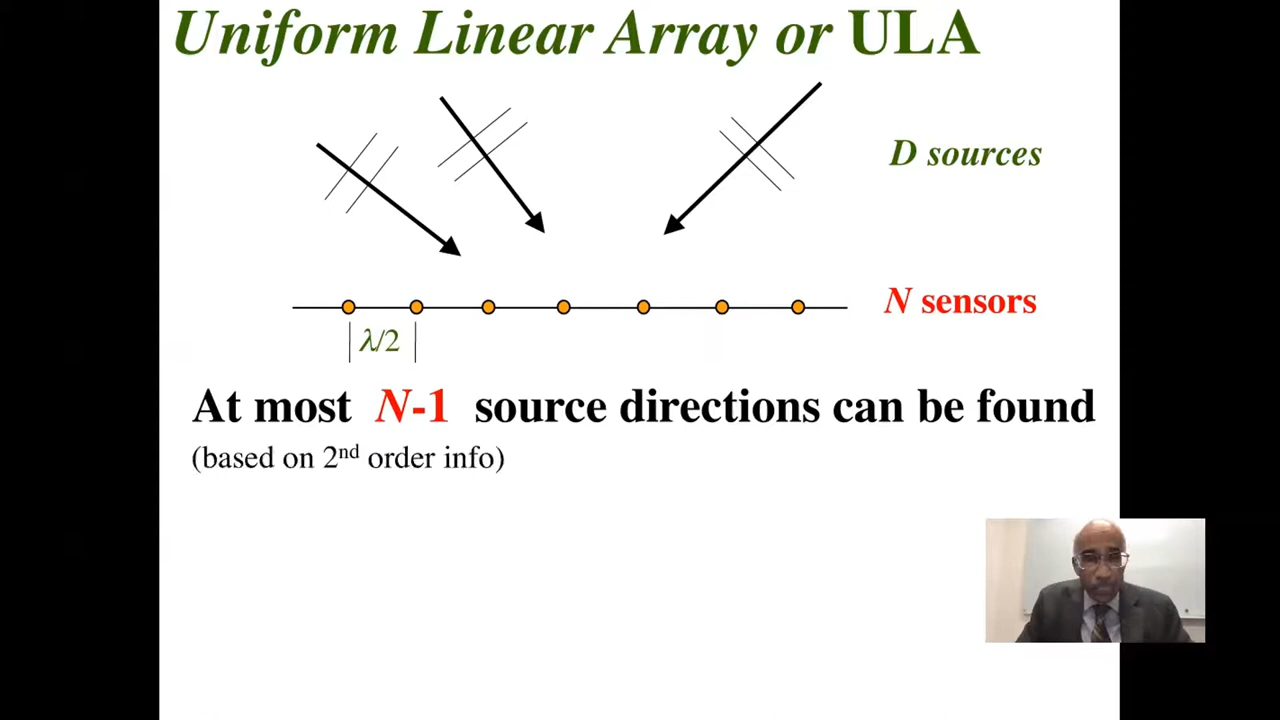 Uniform Linear Array or ULA
D sources
N sensors
λ/2
At most N-1 source directions can be found
(based on 2nd order info)